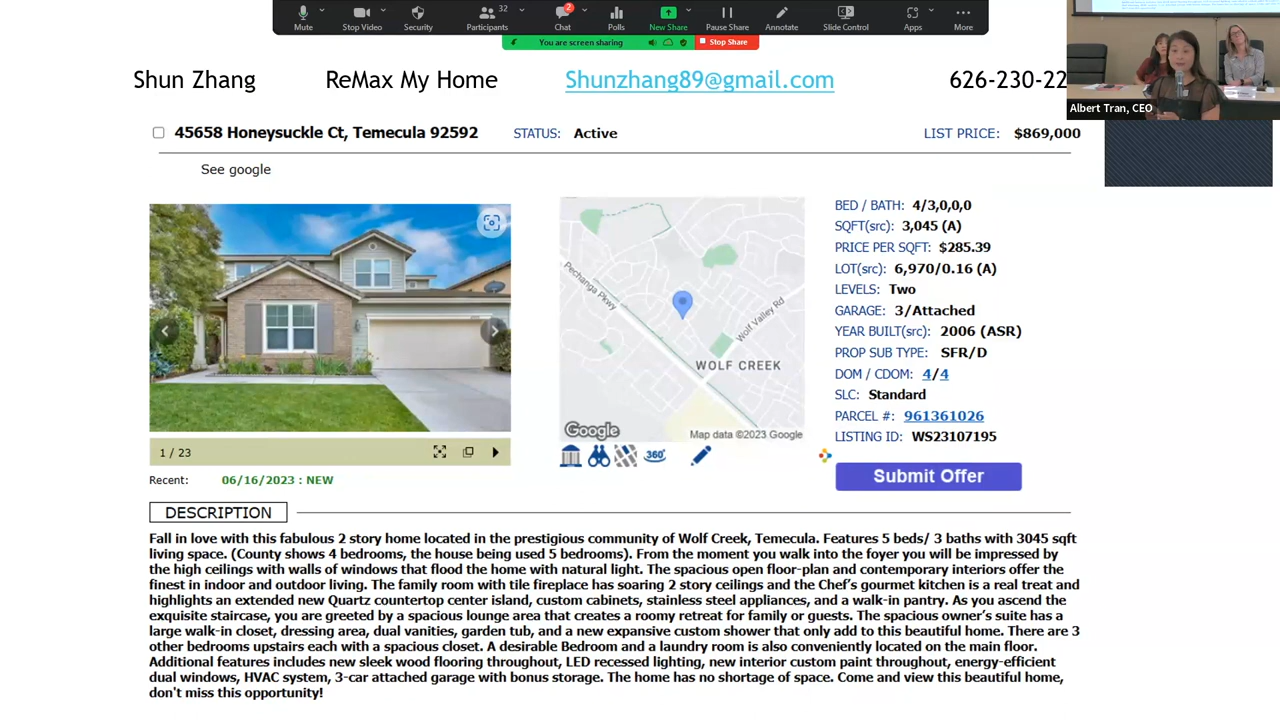 32
2
Mute
Stop Video
Security
Participants
Chat
Polls
New Share
Pause Share
Annotate
Slide Control
Apps
More
You are screen sharing
Stop Share
Shun Zhang ReMax My Home Shunzhang89@gmail.com 626-230-22
Albert Tran, CEO
45658 Honeysuckle Ct, Temecula 92592 STATUS: Active LIST PRICE: $869,000
See google
BED / BATH: 4/3,0,0,0
SQFT(src): 3,045 (A)
PRICE PER SQFT: $285.39
LOT(src): 6,970/0.16 (A)
LEVELS: Two
GARAGE: 3/Attached
YEAR BUILT(src): 2006 (ASR)
PROP SUB TYPE: SFR/D
DOM / CDOM: 4/4
SLC: Standard
PARCEL #: 961361026
LISTING ID: WS23107195
Pechanga Pkwy
Wolf Valley Rd
WOLF CREEK
Google
Map data ©2023 Google
1 / 23
360°
Submit Offer
Recent: 06/16/2023 : NEW
DESCRIPTION
Fall in love with this fabulous 2 story home located in the prestigious community of Wolf Creek, Temecula. Features 5 beds/ 3 baths with 3045 sqft
living space. (County shows 4 bedrooms, the house being used 5 bedrooms). From the moment you walk into the foyer you will be impressed by
the high ceilings with walls of windows that flood the home with natural light. The spacious open floor-plan and contemporary interiors offer the
finest in indoor and outdoor living. The family room with tile fireplace has soaring 2 story ceilings and the Chef's gourmet kitchen is a real treat and
highlights an extended new Quartz countertop center island, custom cabinets, stainless steel appliances, and a walk-in pantry. As you ascend the
exquisite staircase, you are greeted by a spacious lounge area that creates a roomy retreat for family or guests. The spacious owner's suite has a
large walk-in closet, dressing area, dual vanities, garden tub, and a new expansive custom shower that only add to this beautiful home. There are 3
other bedrooms upstairs each with a spacious closet. A desirable Bedroom and a laundry room is also conveniently located on the main floor.
Additional features includes new sleek wood flooring throughout, LED recessed lighting, new interior custom paint throughout, energy-efficient
dual windows, HVAC system, 3-car attached garage with bonus storage. The home has no shortage of space. Come and view this beautiful home,
don't miss this opportunity!